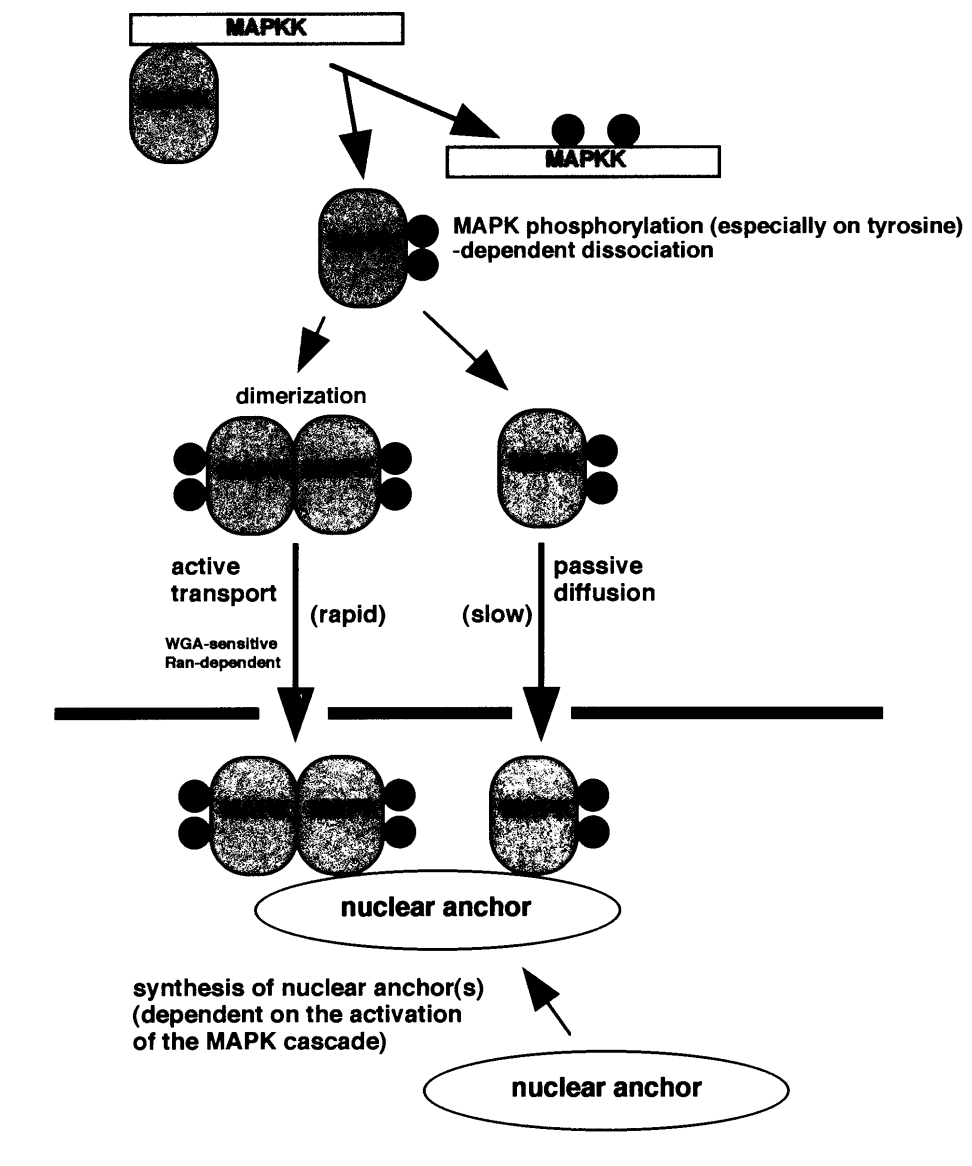 MAPKK
MAPKK
MAPK phosphorylation (especially on tyrosine)
-dependent dissociation
dimerization
active
transport
(rapid)
WGA-sensitive
Ran-dependent
passive
diffusion
(slow)
nuclear anchor
synthesis of nuclear anchor(s)
(dependent on the activation
of the MAPK cascade)
nuclear anchor